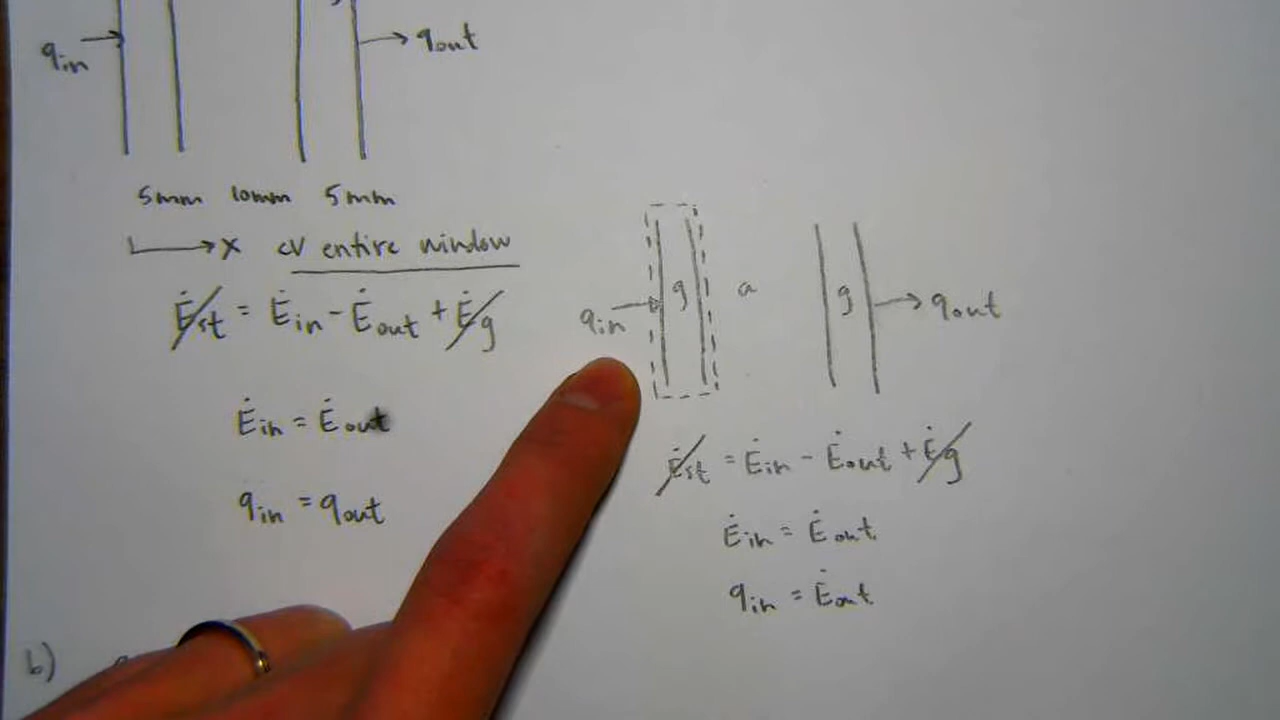 qin
qout
5mm 10mm 5mm
x cv entire window
Ėst = Ėin - Ėout + Ėg
Ėin = Ėout
qin = qout
qin g a g qout
Ėst = Ėin - Ėout + Ėg
Ėin = Ėout
qin = Ėout
b)